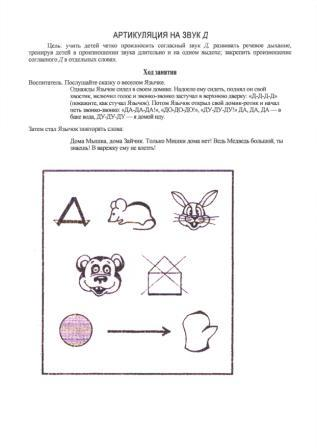 АРТИКУЛЯЦИЯ НА ЗВУК Д
Цель: учить детей четко произносить согласный звук Д, развивать речевое дыхание,
тренируя детей в произношении звука длительно и на одном выдохе; закрепить произношение
согласного Д в отдельных словах.
Ход занятия
Воспитатель. Послушайте сказку о веселом Язычке.
Однажды Язычок сидел в своем домике. Надоело ему сидеть, поднял он свой
хвостик, включил голос и звонко-звонко застучал в верхнюю дверку: «Д-Д-Д-Д»
(покажите, как стучал Язычок). Потом Язычок открыл свой домик-ротик и начал
петь звонко-звонко: «ДА-ДА-ДА!», «ДО-ДО-ДО!», «ДУ-ДУ-ДУ!» ДА, ДА, ДА — в
баке вода, ДУ-ДУ-ДУ — я домой иду.
Затем стал Язычок повторять слова:
Дома Мышка, дома Зайчик. Только Мишки дома нет! Ведь Медведь большой, ты
знаешь! В варежку ему не влезть!
Д